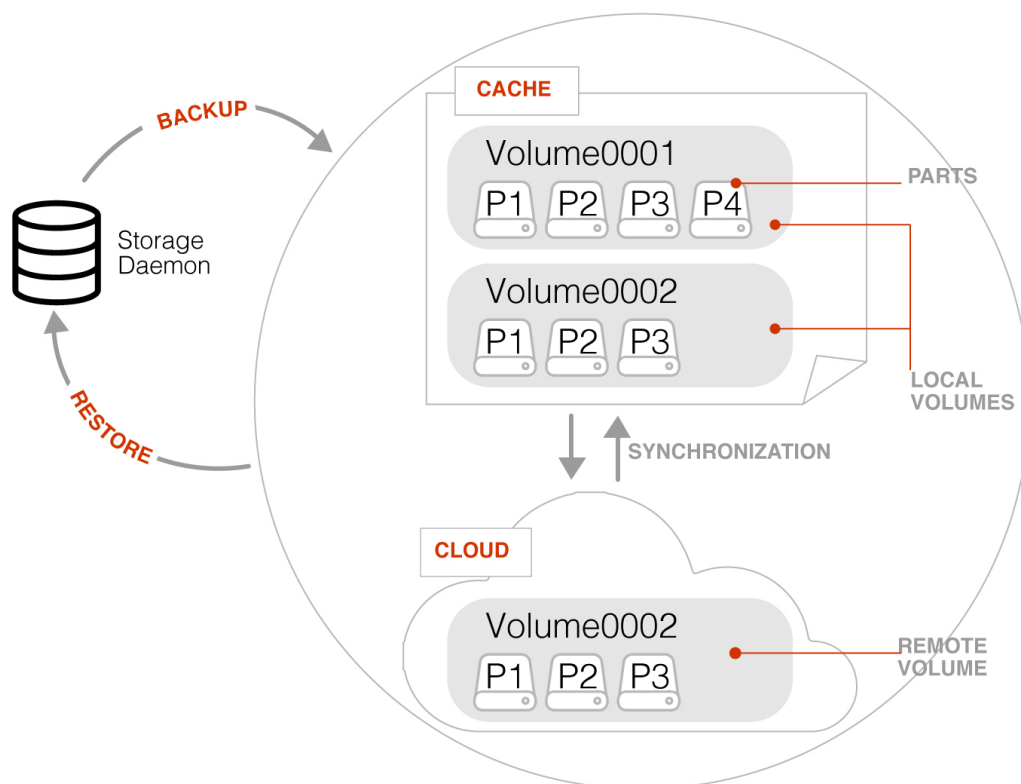 BACKUP
CACHE
Volume0001
P1 P2 P3 P4
PARTS
Storage
Daemon
Volume0002
P1 P2 P3
LOCAL
VOLUMES
RESTORE
SYNCHRONIZATION
CLOUD
Volume0002
P1 P2 P3
REMOTE
VOLUME